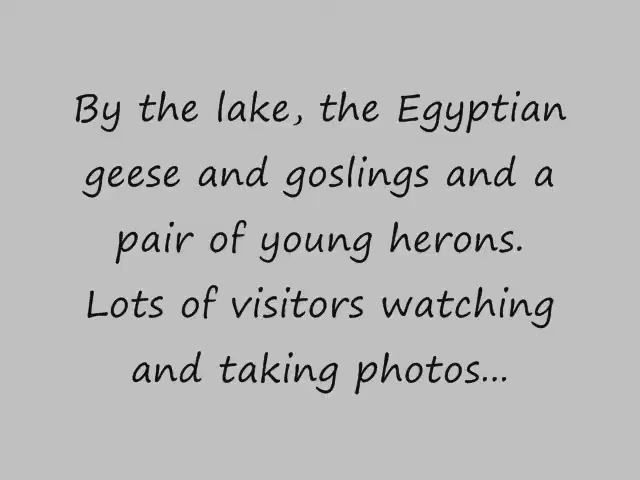 By the lake, the Egyptian
geese and goslings and a
pair of young herons.
Lots of visitors watching
and taking photos...